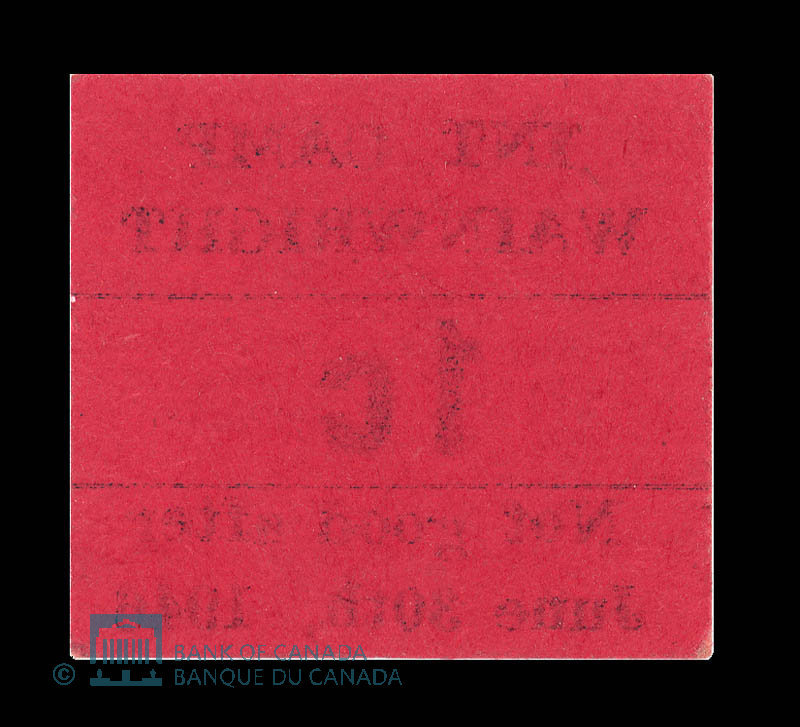 INT CAMP
WAINWRIGHT
1c
Not good after
June 30th,
© BANK OF CANADA
BANQUE DU CANADA